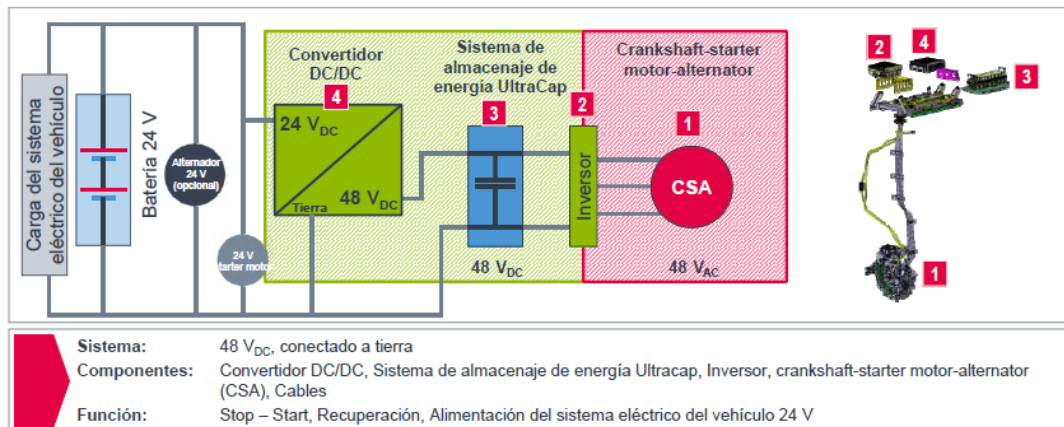 Carga del sistema
eléctrico del vehículo
Batería 24 V
Alternador
24 V
(opcional)
24 V
tarter motor
Convertidor
DC/DC
4
24 VDC
48 VDC
Tierra
Sistema de
almacenaje de
energía UltraCap
3
48 VDC
2
Inversor
Crankshaft-starter
motor-alternator
1
CSA
48 VAC
2
4
3
1
Sistema: 48 VDC, conectado a tierra
Componentes: Convertidor DC/DC, Sistema de almacenaje de energía Ultracap, Inversor, crankshaft-starter motor-alternator
(CSA), Cables
Función: Stop – Start, Recuperación, Alimentación del sistema eléctrico del vehículo 24 V